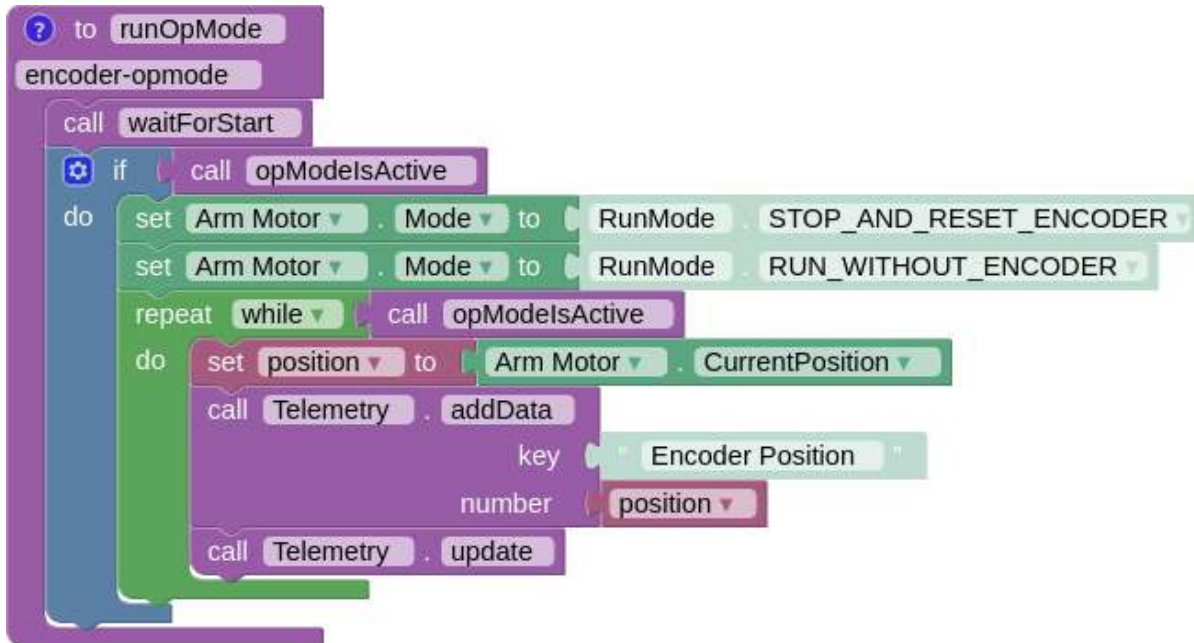 ? to runOpMode
encoder-opmode
call waitForStart
if call opModeIsActive
do set Arm Motor . Mode to RunMode . STOP_AND_RESET_ENCODER
set Arm Motor . Mode to RunMode . RUN_WITHOUT_ENCODER
repeat while call opModeIsActive
do set position to Arm Motor . CurrentPosition
call Telemetry . addData
key " Encoder Position "
number position
call Telemetry . update